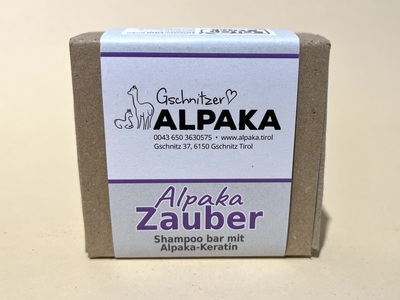 Gschnitzer
ALPAKA
0043 650 3630575 • www.alpaka.tirol
Gschnitz 37, 6150 Gschnitz Tirol
Alpaka
Zauber
Shampoo bar mit
Alpaka-Keratin